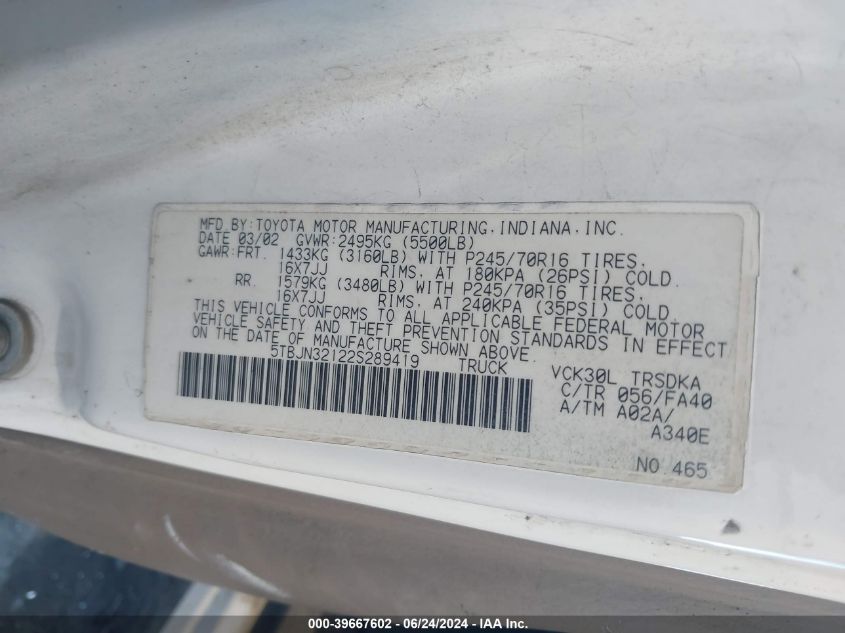 MFD BY:TOYOTA MOTOR MANUFACTURING,INDIANA,INC.
DATE 03/02 GVWR:2495KG (5500LB)
GAWR:FRT. 1433KG (3160LB) WITH P245/70R16 TIRES,
16X7JJ RIMS, AT 180KPA (26PSI) COLD.
RR. 1579KG (3480LB) WITH P245/70R16 TIRES,
16X7JJ RIMS, AT 240KPA (35PSI) COLD.
THIS VEHICLE CONFORMS TO ALL APPLICABLE FEDERAL MOTOR
VEHICLE SAFETY AND THEFT PREVENTION STANDARDS IN EFFECT
ON THE DATE OF MANUFACTURE SHOWN ABOVE.
5TBJN32122S289419 TRUCK
VCK30L TRSDKA
C/TR 056/FA40
A/TM A02A/
A340E
NO 465
000-39667602 - 06/24/2024 - IAA Inc.